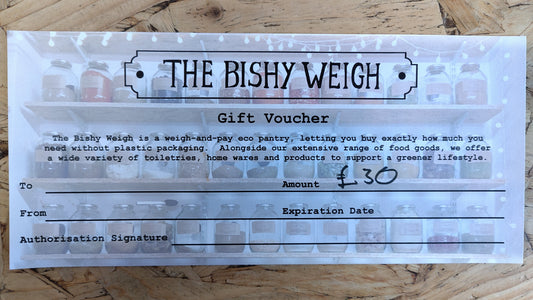 THE BISHY WEIGH
Gift Voucher
The Bishy Weigh is a weigh-and-pay eco pantry, letting you buy exactly how much you
need without plastic packaging. Alongside our extensive range of food goods, we offer
a wide variety of toiletries, home wares and products to support a greener lifestyle.
To Amount £30
From Expiration Date
Authorisation Signature